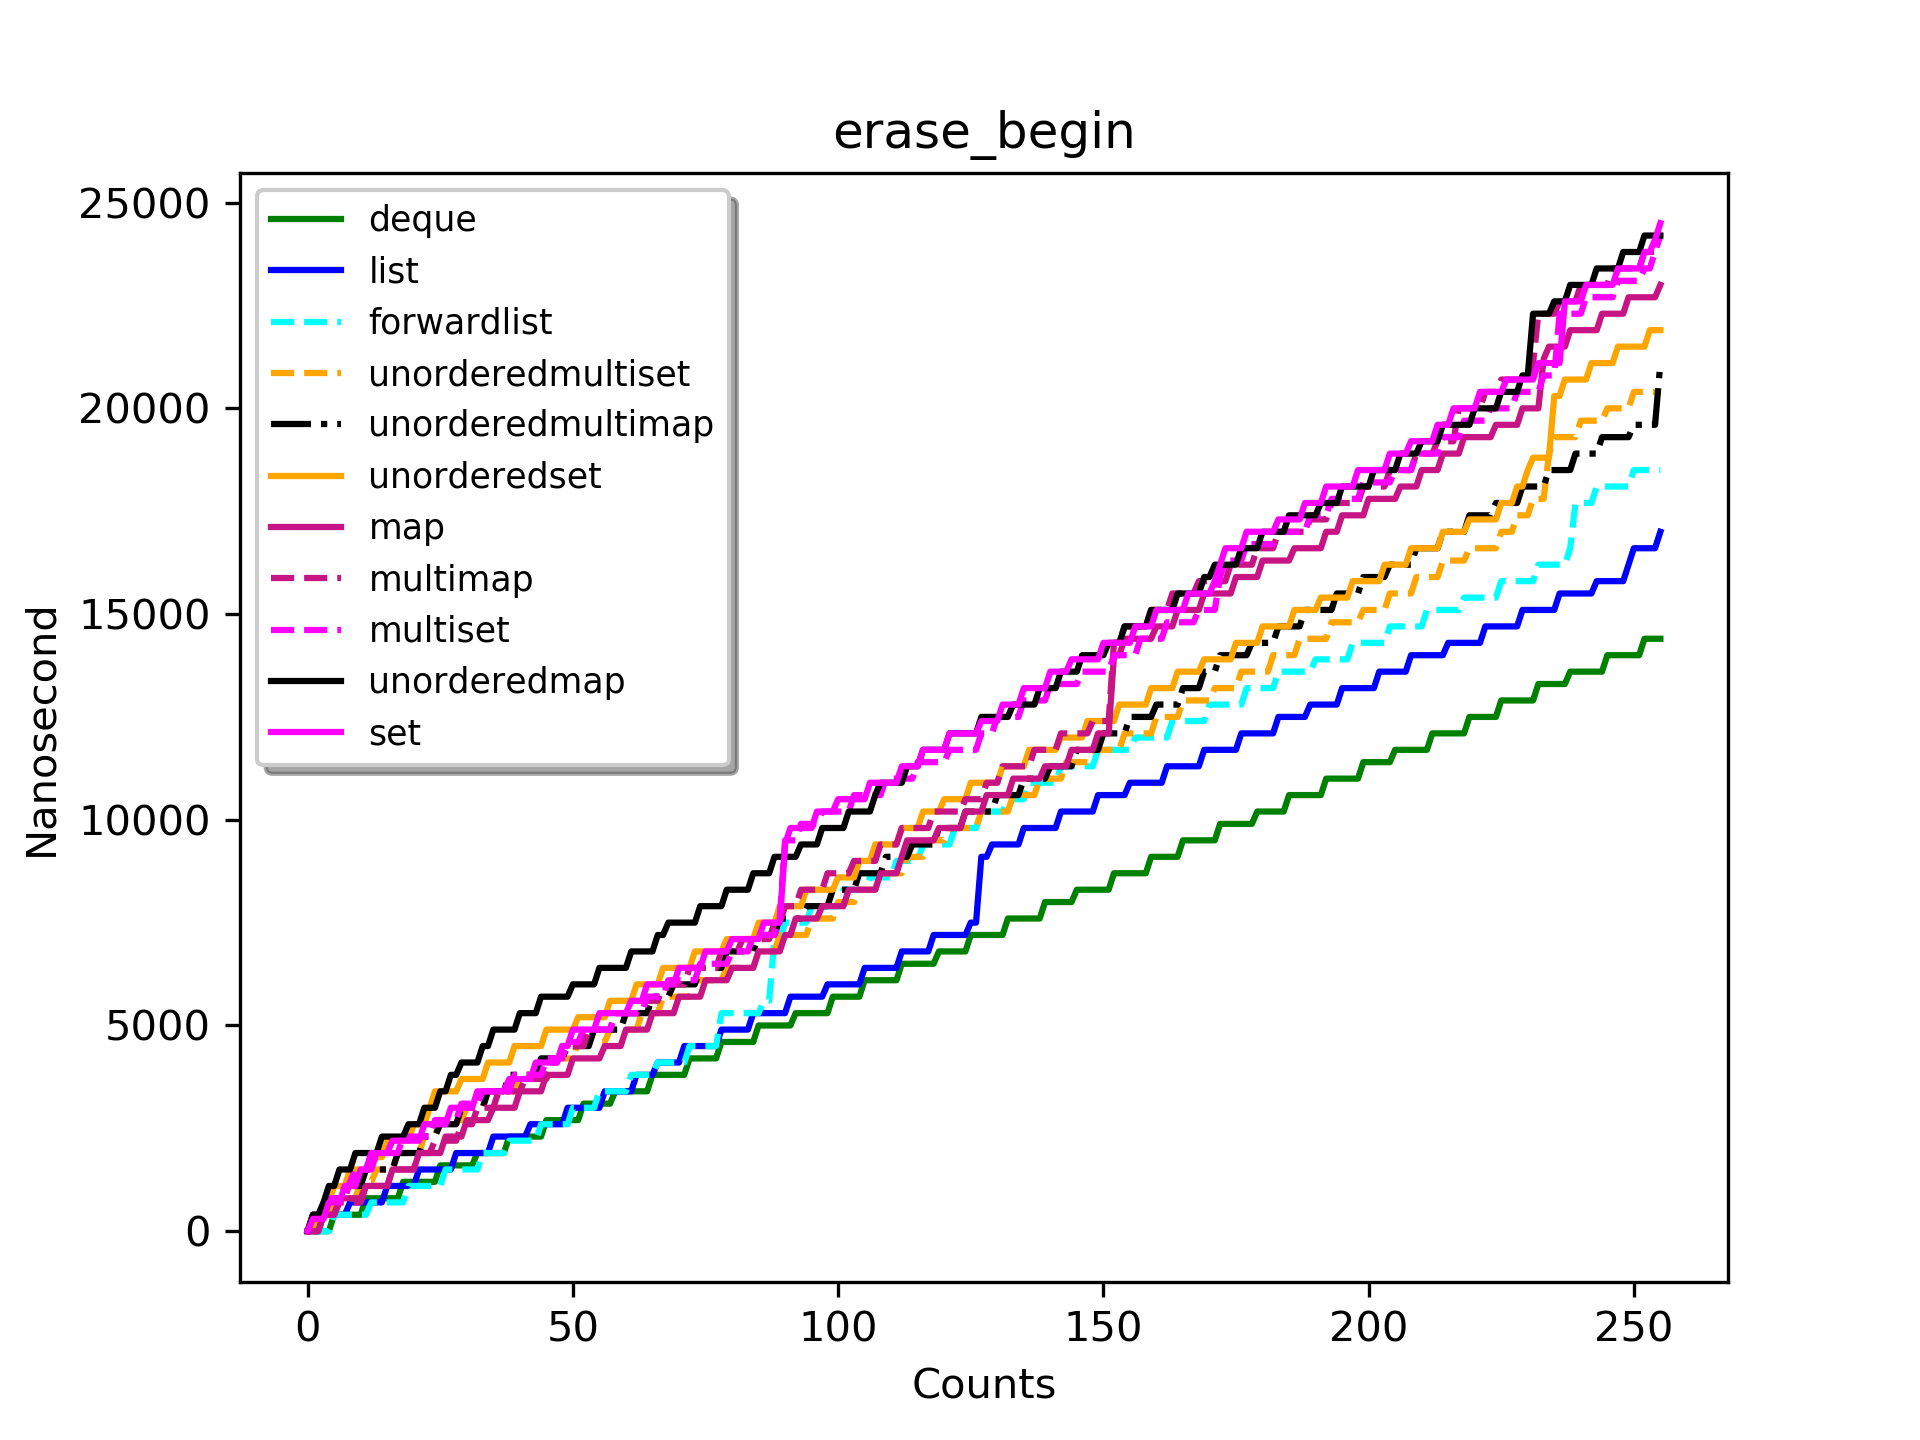 erase_begin
25000
20000
15000
10000
5000
0
Nanosecond
deque
list
forwardlist
unorderedmultiset
unorderedmultimap
unorderedset
map
multimap
multiset
unorderedmap
set
0 50 100 150 200 250
Counts